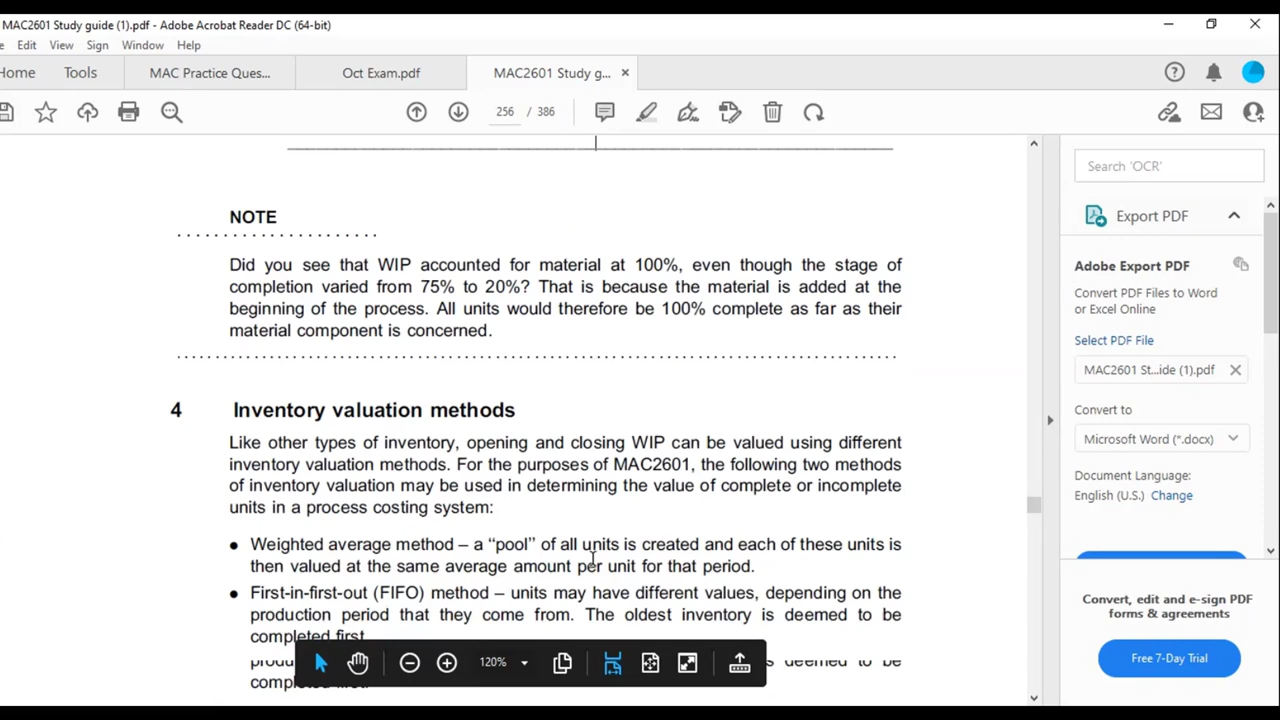 MAC2601 Study guide (1).pdf - Adobe Acrobat Reader DC (64-bit)
Edit View Sign Window Help
Home Tools MAC Practice Ques... Oct Exam.pdf MAC2601 Study g... ×
256 / 386
NOTE
Did you see that WIP accounted for material at 100%, even though the stage of
completion varied from 75% to 20%? That is because the material is added at the
beginning of the process. All units would therefore be 100% complete as far as their
material component is concerned.
4 Inventory valuation methods
Like other types of inventory, opening and closing WIP can be valued using different
inventory valuation methods. For the purposes of MAC2601, the following two methods
of inventory valuation may be used in determining the value of complete or incomplete
units in a process costing system:
● Weighted average method – a “pool” of all units is created and each of these units is
then valued at the same average amount per unit for that period.
● First-in-first-out (FIFO) method – units may have different values, depending on the
production period that they come from. The oldest inventory is deemed to be
completed first.
s deemed to be
completed first.
120%
Search 'OCR'
Export PDF
Adobe Export PDF
Convert PDF Files to Word
or Excel Online
Select PDF File
MAC2601 St...ide (1).pdf
Convert to
Microsoft Word (*.docx)
Document Language:
English (U.S.) Change
Convert, edit and e-sign PDF
forms & agreements
Free 7-Day Trial